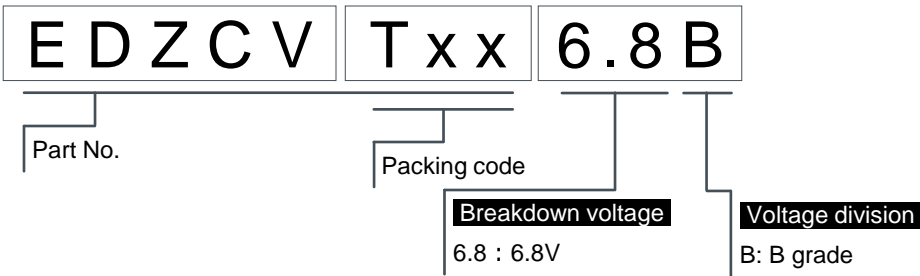 EDZCV Txx 6.8B
Part No.
Packing code
Breakdown voltage
6.8 : 6.8V
Voltage division
B: B grade